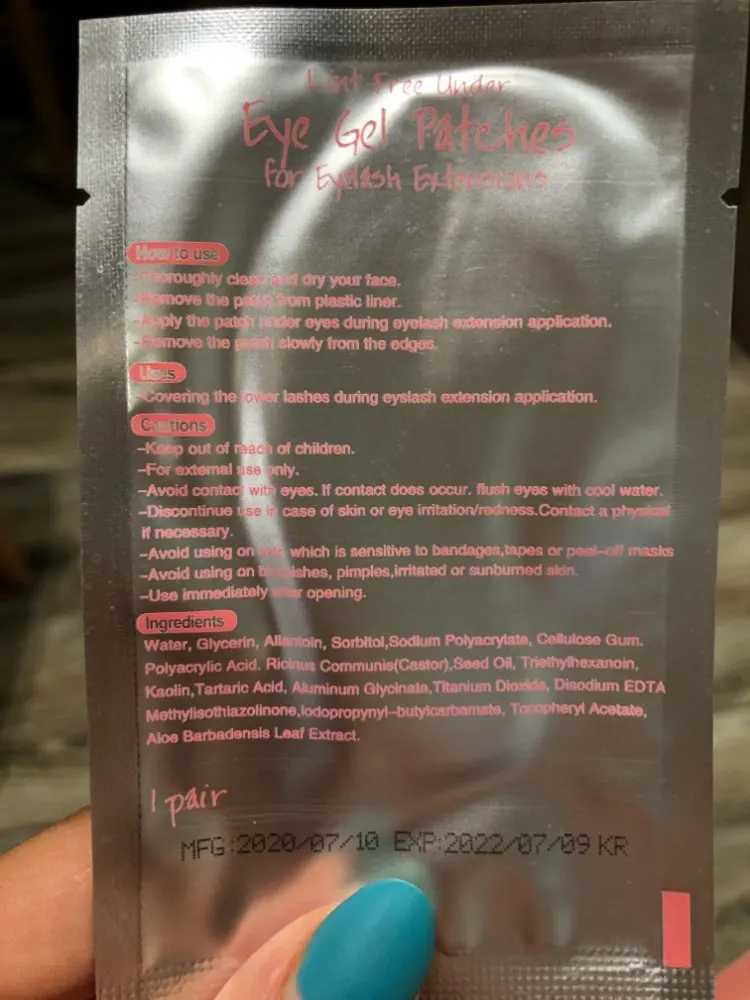 Lint Free Under
Eye Gel Patches
for Eyelash Extensions
How to use
-Thoroughly clean and dry your face.
-Remove the patch from plastic liner.
-Apply the patch under eyes during eyelash extension application.
-Remove the patch slowly from the edges.
Uses
-Covering the lower lashes during eyslash extension application.
Cautions
-Keep out of reach of children.
-For external use only.
-Avoid contact with eyes. If contact does occur. flush eyes with cool water.
-Discontinue use in case of skin or eye irritation/redness.Contact a physical
if necessary.
-Avoid using on skin which is sensitive to bandages,tapes or peel-off masks
-Avoid using on blemishes, pimples,irritated or sunburned skin.
-Use immediately after opening.
Ingredients
Water, Glycerin, Allantoin, Sorbitol,Sodium Polyacrylate, Cellulose Gum.
Polyacrylic Acid. Ricinus Communis(Castor),Seed Oil, Triethylhexanoin,
Kaolin,Tartaric Acid, Aluminum Glycinate,Titanium Dioxide, Disodium EDTA
Methylisothiazolinone,Iodopropynyl-butylcarbamate, Tocopheryl Acetate,
Aloe Barbadensis Leaf Extract.
1 pair
MFG:2020/07/10 EXP:2022/07/09 KR